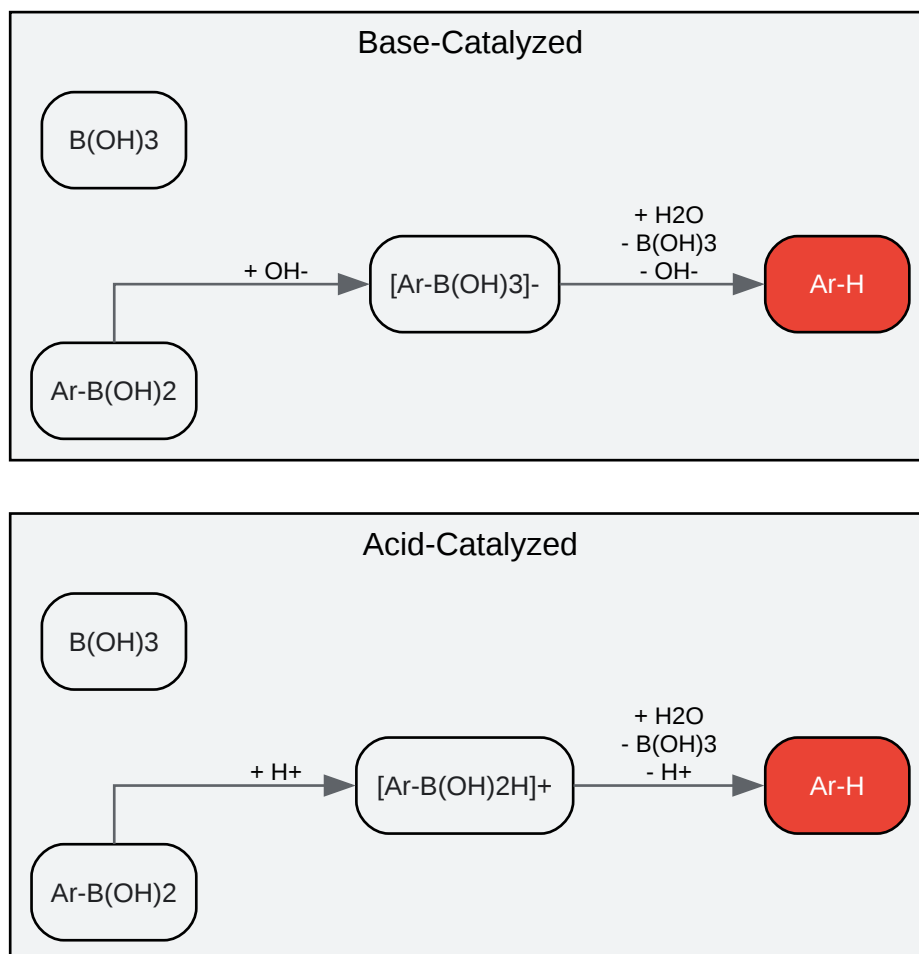 Base-Catalyzed
B(OH)3
+ H2O
- B(OH)3
- OH-
+ OH-
[Ar-B(OH)3]-
Ar-H
Ar-B(OH)2
Acid-Catalyzed
B(OH)3
+ H2O
- B(OH)3
- H+
+ H+
[Ar-B(OH)2H]+
Ar-H
Ar-B(OH)2